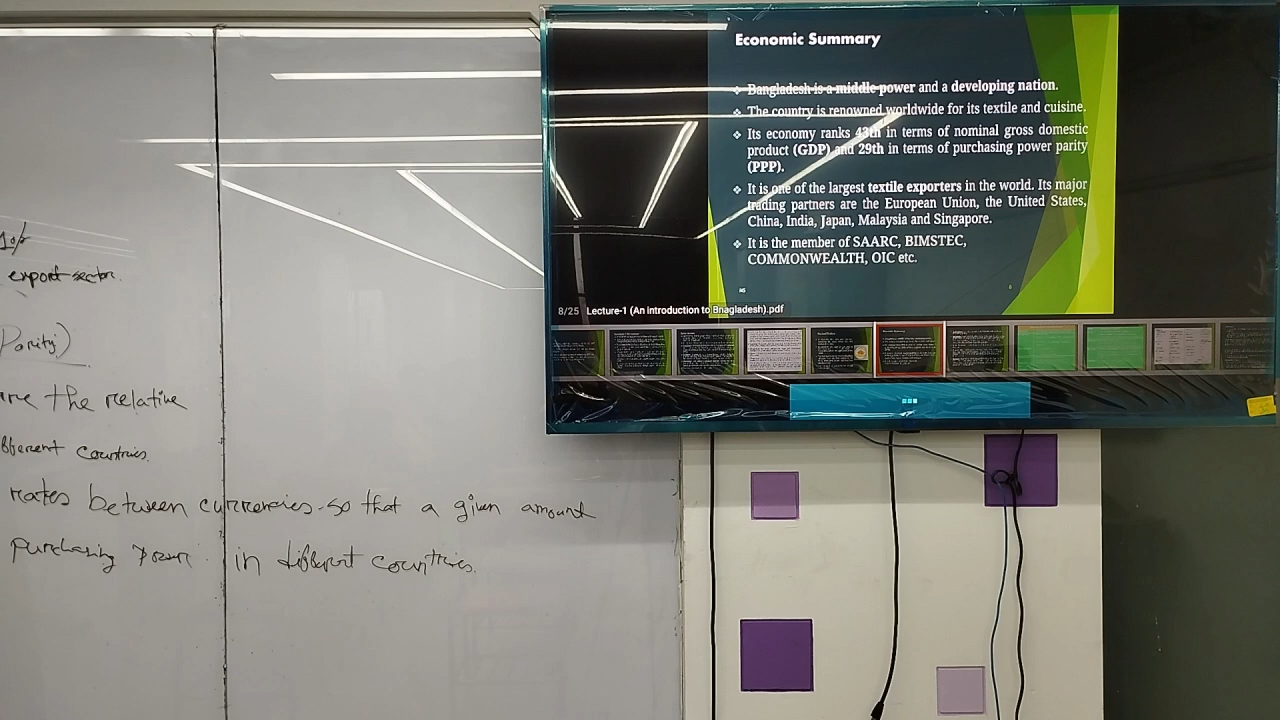 10%
export sector.
Parity)
the relative
countries.
rates between currencies so that a given amount
purchasing power in different countries.
Economic Summary
❖ Bangladesh is a middle power and a developing nation.
❖ The country is renowned worldwide for its textile and cuisine.
❖ Its economy ranks 43th in terms of nominal gross domestic
product (GDP) and 29th in terms of purchasing power parity
(PPP).
❖ It is one of the largest textile exporters in the world. Its major
trading partners are the European Union, the United States,
China, India, Japan, Malaysia and Singapore.
❖ It is the member of SAARC, BIMSTEC,
COMMONWEALTH, OIC etc.
8/25 Lecture-1 (An introduction to Bnagladesh).pdf